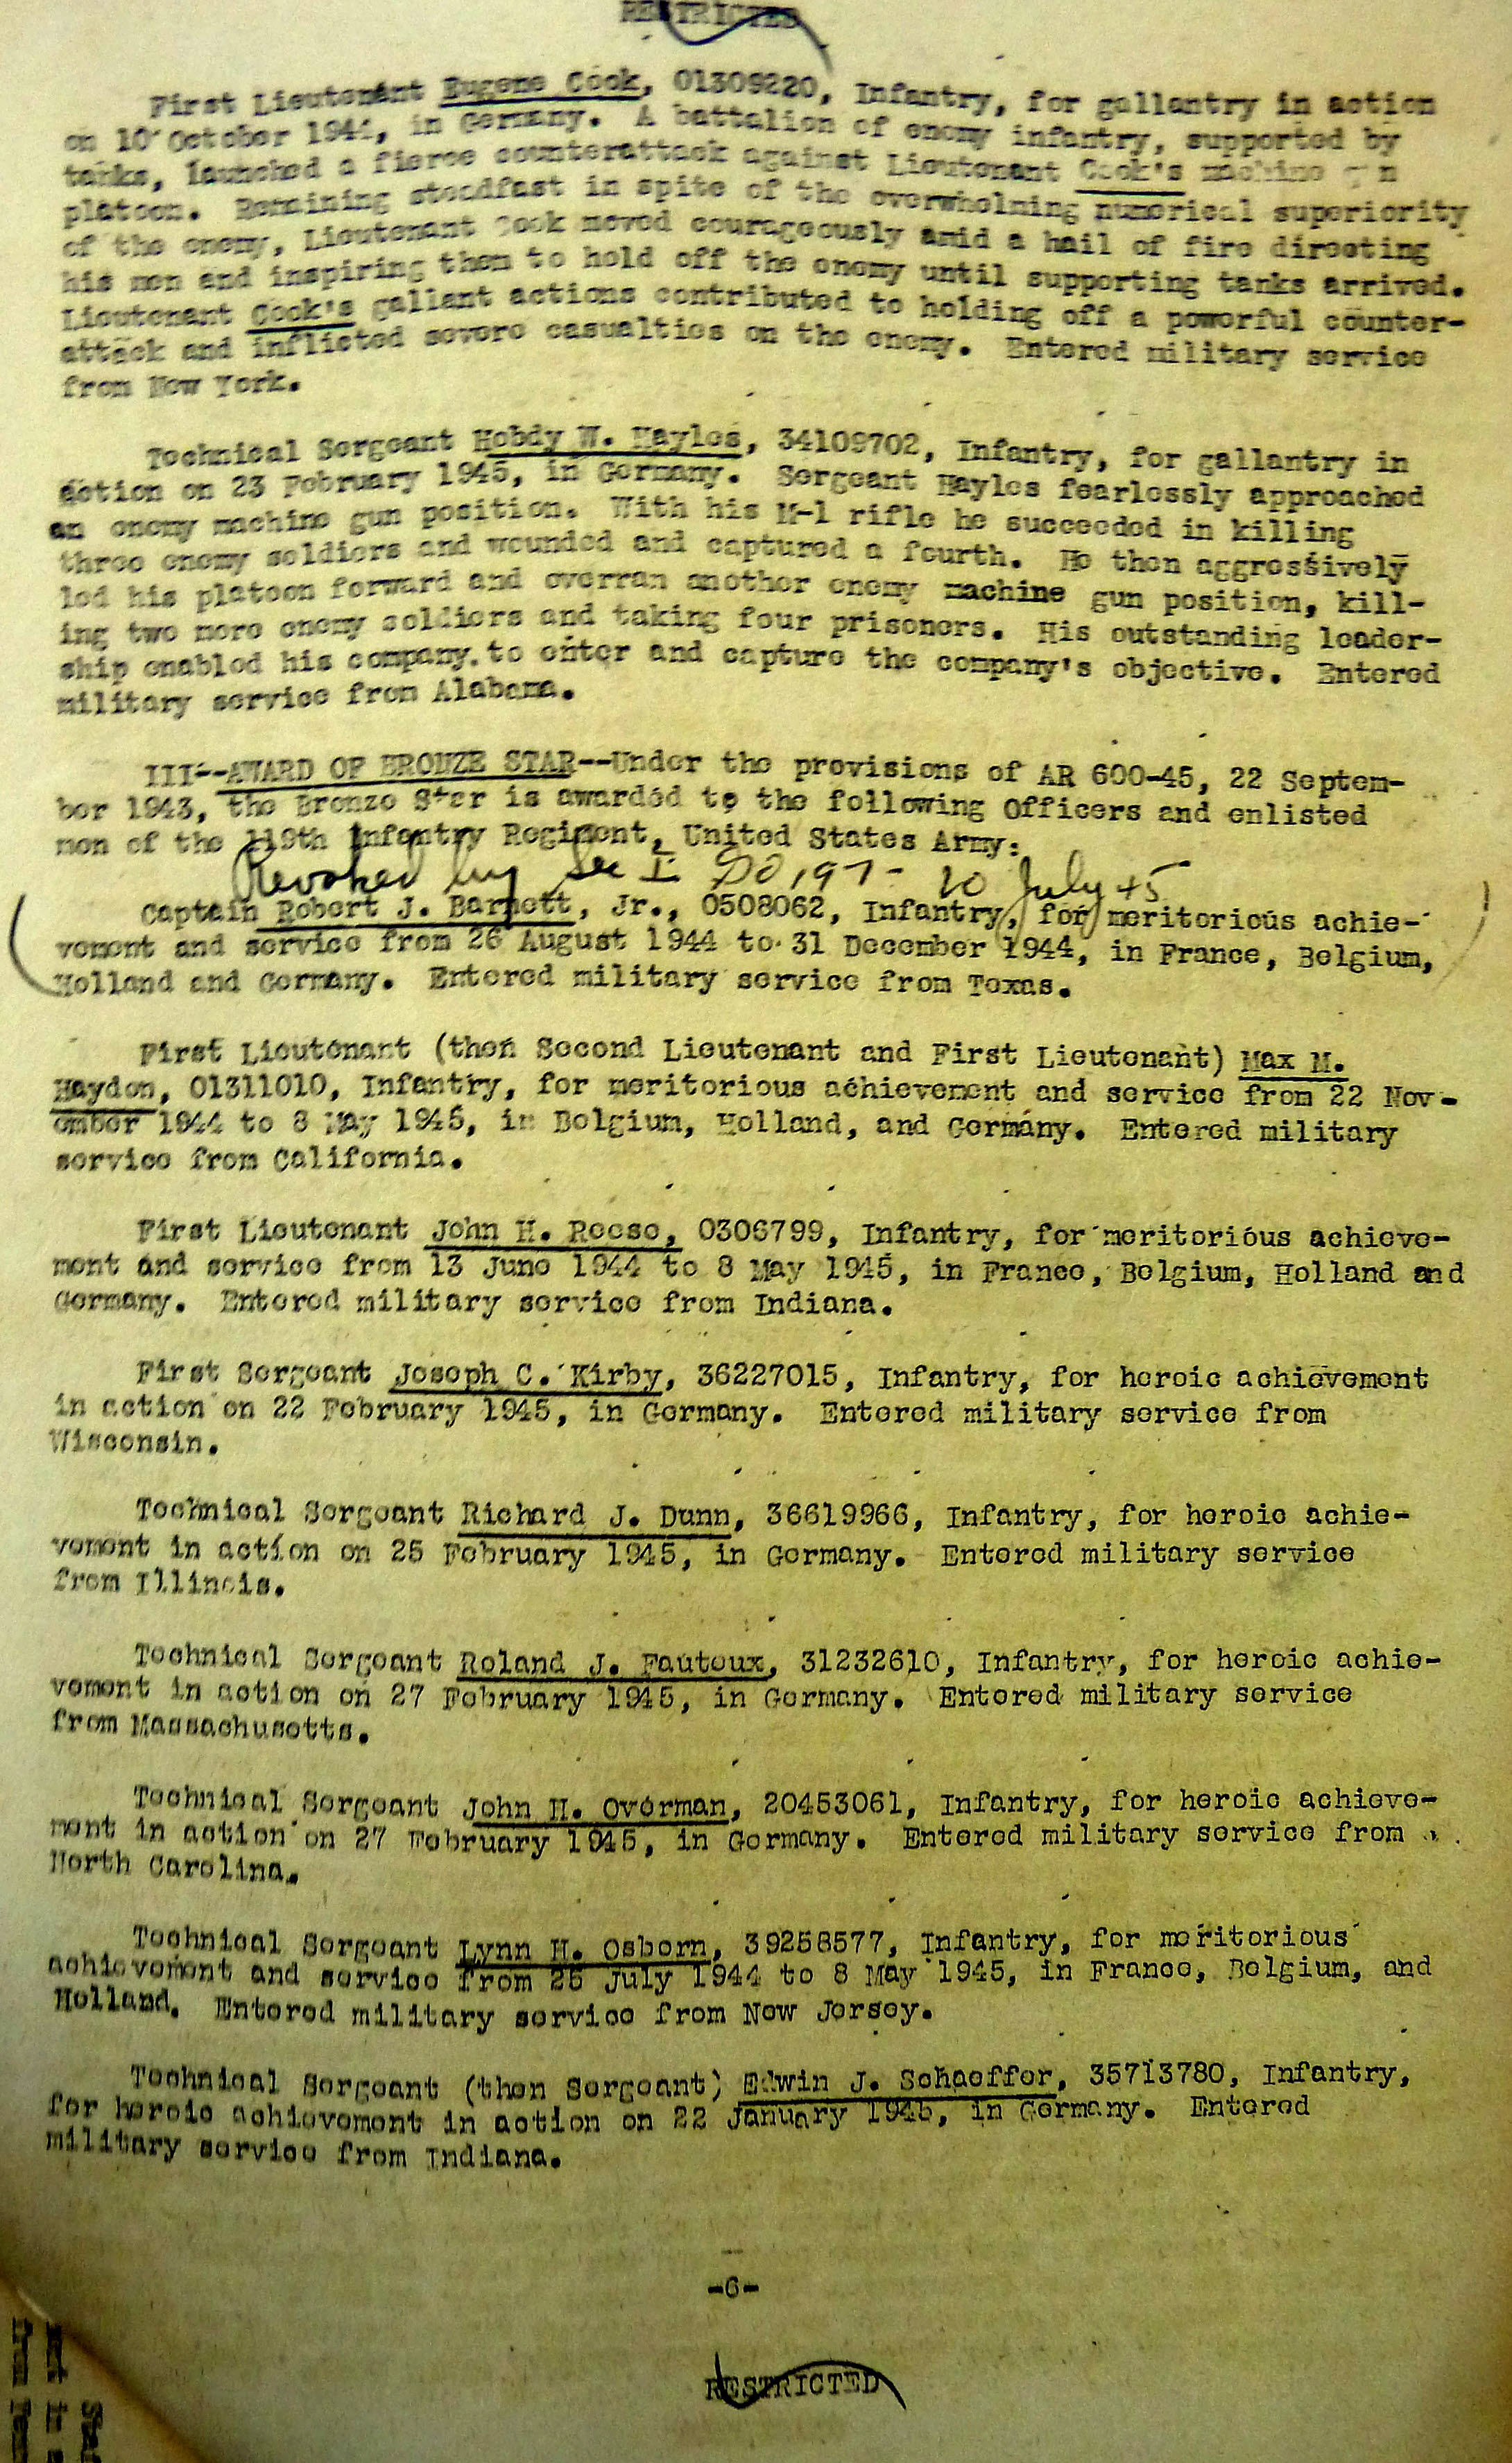 RESTRICTED
First Lieutenant Eugene Cook, 01309220, Infantry, for gallantry in action
on 10 October 1944, in Germany. A battalion of enemy infantry, supported by
tanks, launched a fierce counterattack against Lieutenant Cook's machine gun
platoon. Remaining steadfast in spite of the overwhelming numerical superiority
of the enemy, Lieutenant Cook moved courageously amid a hail of fire directing
his men and inspiring them to hold off the enemy until supporting tanks arrived.
Lieutenant Cook's gallant actions contributed to holding off a powerful counter-
attack and inflicted severe casualties on the enemy. Entered military service
from New York.
Technical Sergeant Hobdy W. Hayles, 34109702, Infantry, for gallantry in
action on 23 February 1945, in Germany. Sergeant Hayles fearlessly approached
an enemy machine gun position. With his M-1 rifle he succeeded in killing
three enemy soldiers and wounded and captured a fourth. He then aggressively
led his platoon forward and overran another enemy machine gun position, kill-
ing two more enemy soldiers and taking four prisoners. His outstanding leader-
ship enabled his company to enter and capture the company's objective. Entered
military service from Alabama.
III--AWARD OF BRONZE STAR--Under the provisions of AR 600-45, 22 Septem-
ber 1943, the Bronze Star is awarded to the following Officers and enlisted
men of the 119th Infantry Regiment, United States Army:
Revoked by Sec I GO 197 - 20 July 45
Captain Robert J. Barnett, Jr., 0508062, Infantry, for meritorious achie-
vement and service from 26 August 1944 to 31 December 1944, in France, Belgium,
Holland and Germany. Entered military service from Texas.
First Lieutenant (then Second Lieutenant and First Lieutenant) Max M.
Hayden, 01311010, Infantry, for meritorious achievement and service from 22 Nov-
ember 1944 to 8 May 1945, in Belgium, Holland, and Germany. Entered military
service from California.
First Lieutenant John H. Reese, 0306799, Infantry, for meritorious achieve-
ment and service from 13 June 1944 to 8 May 1945, in France, Belgium, Holland and
Germany. Entered military service from Indiana.
First Sergeant Joseph C. Kirby, 36227015, Infantry, for heroic achievement
in action on 22 February 1945, in Germany. Entered military service from
Wisconsin.
Technical Sergeant Richard J. Dunn, 36619966, Infantry, for heroic achie-
vement in action on 25 February 1945, in Germany. Entered military service
from Illinois.
Technical Sergeant Roland J. Fauteux, 31232610, Infantry, for heroic achie-
vement in action on 27 February 1945, in Germany. Entered military service
from Massachusetts.
Technical Sergeant John H. Overman, 20453061, Infantry, for heroic achieve-
ment in action on 27 February 1945, in Germany. Entered military service from
North Carolina.
Technical Sergeant Lynn H. Osborn, 39258577, Infantry, for meritorious
achievement and service from 25 July 1944 to 8 May 1945, in France, Belgium, and
Holland. Entered military service from New Jersey.
Technical Sergeant (then Sergeant) Edwin J. Schaeffer, 35713780, Infantry,
for heroic achievement in action on 22 January 1945, in Germany. Entered
military service from Indiana.
-6-
RESTRICTED